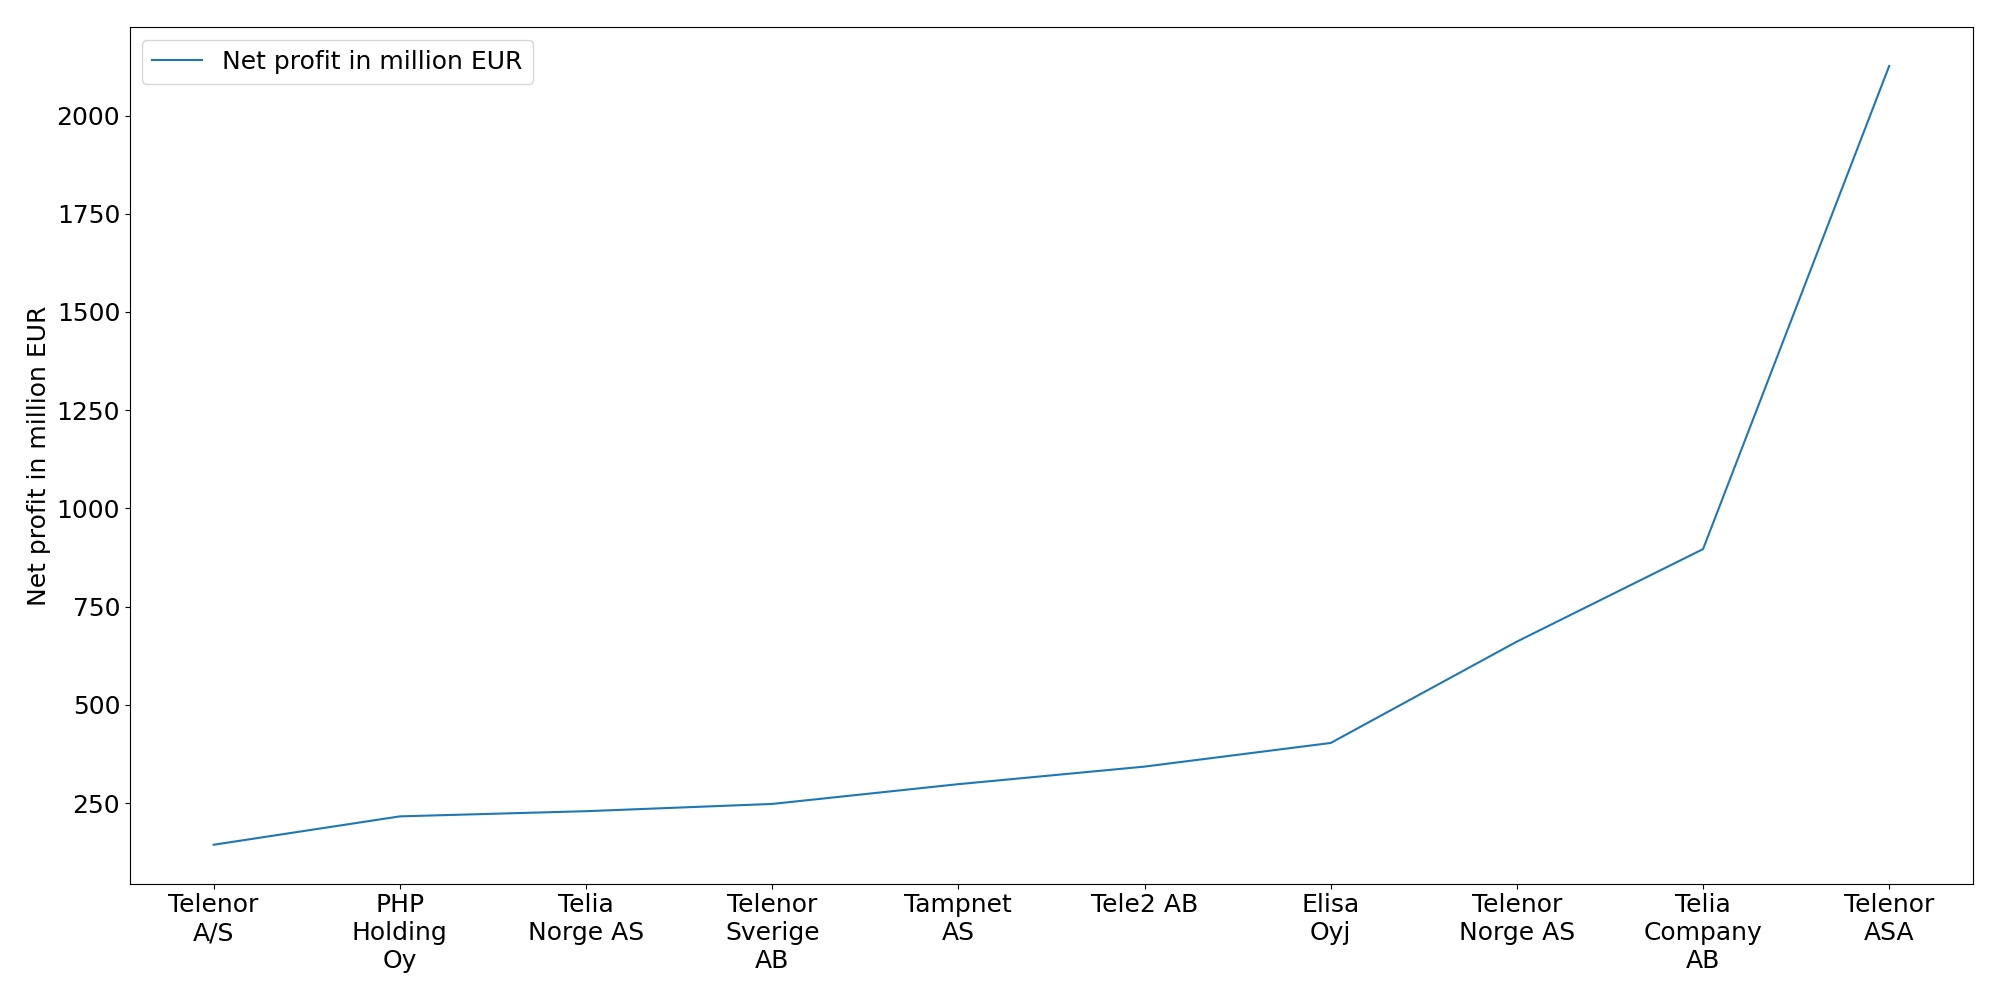 Net profit in million EUR
Net profit in million EUR
2000
1750
1500
1250
1000
750
500
250
Telenor
A/S
PHP
Holding
Oy
Telia
Norge AS
Telenor
Sverige
AB
Tampnet
AS
Tele2 AB
Elisa
Oyj
Telenor
Norge AS
Telia
Company
AB
Telenor
ASA